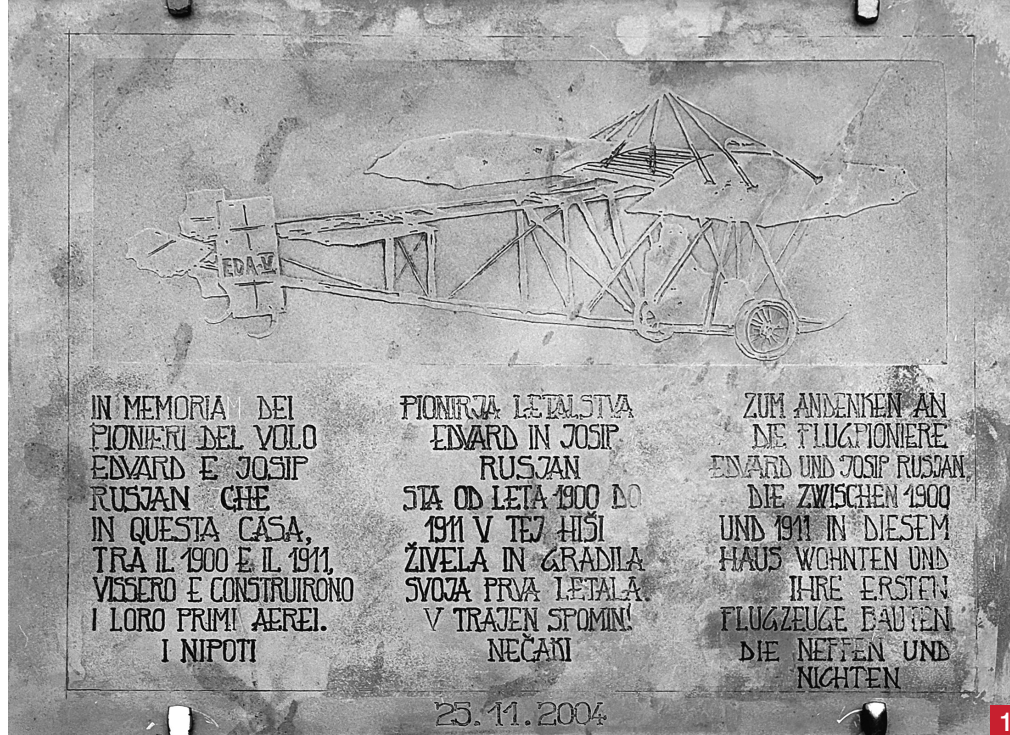 EDA-V
IN MEMORIA DEI
PIONIERI DEL VOLO
EDVARD E JOSIP
RUSJAN CHE
IN QUESTA CASA,
TRA IL 1900 E IL 1911,
VISSERO E CONSTRUIRONO
I LORO PRIMI AEREI.
I NIPOTI
PIONIRJA LETALSTVA
EDVARD IN JOSIP
RUSJAN
STA OD LETA 1900 DO
1911 V TEJ HIŠI
ŽIVELA IN GRADILA
SVOJA PRVA LETALA.
V TRAJEN SPOMIN!
NEČAKI
ZUM ANDENKEN AN
DIE FLUGPIONIERE
EDVARD UND JOSIP RUSJAN,
DIE ZWISCHEN 1900
UND 1911 IN DIESEM
HAUS WOHNTEN UND
IHRE ERSTEN
FLUGZEUGE BAUTEN.
DIE NEFFEN UND
NICHTEN
25.11.2004
1